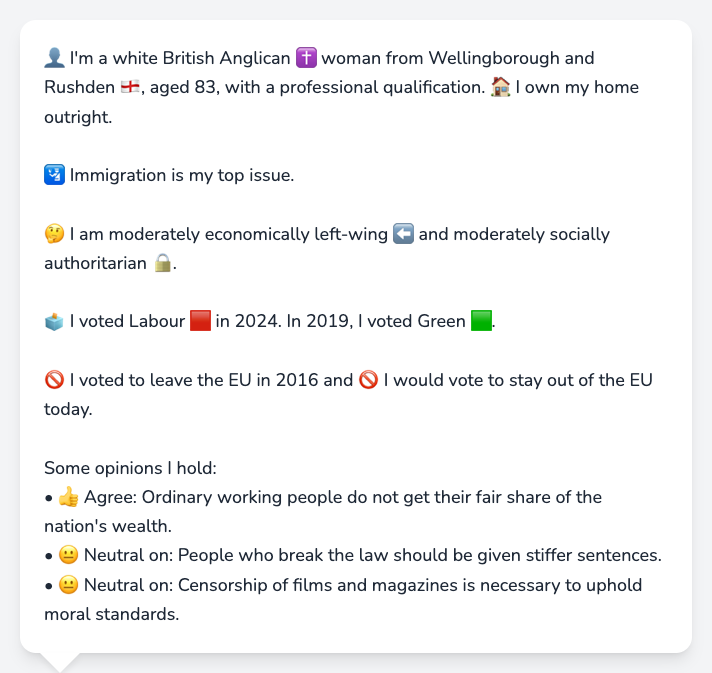 👤 I'm a white British Anglican ✝️ woman from Wellingborough and
Rushden 🏴󠁧󠁢󠁥󠁮󠁧󠁿, aged 83, with a professional qualification. 🏠 I own my home
outright.
🛂 Immigration is my top issue.
🤔 I am moderately economically left-wing ⬅️ and moderately socially
authoritarian 🔒.
🗳️ I voted Labour 🟥 in 2024. In 2019, I voted Green 🟩.
🚫 I voted to leave the EU in 2016 and 🚫 I would vote to stay out of the EU
today.
Some opinions I hold:
• 👍 Agree: Ordinary working people do not get their fair share of the
nation's wealth.
• 😐 Neutral on: People who break the law should be given stiffer sentences.
• 😐 Neutral on: Censorship of films and magazines is necessary to uphold
moral standards.